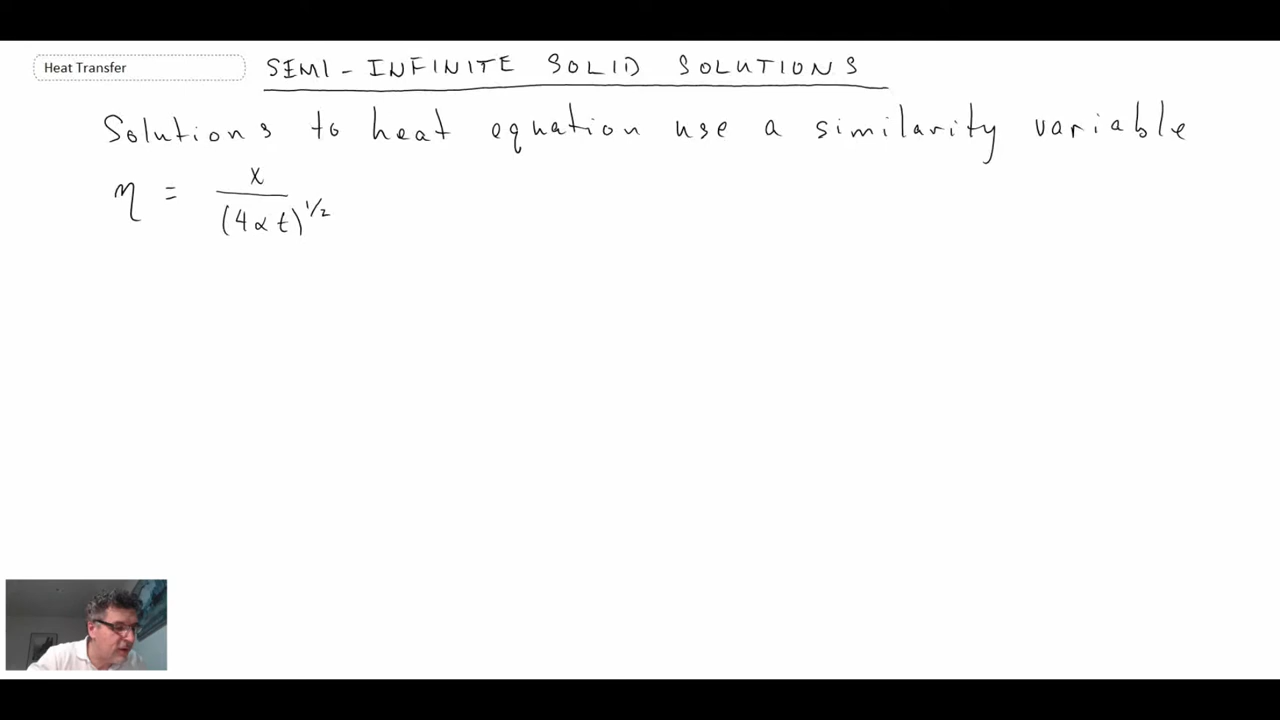 Heat Transfer
SEMI-INFINITE SOLID SOLUTIONS
Solutions to heat equation use a similarity variable
η = x / (4αt)^1/2